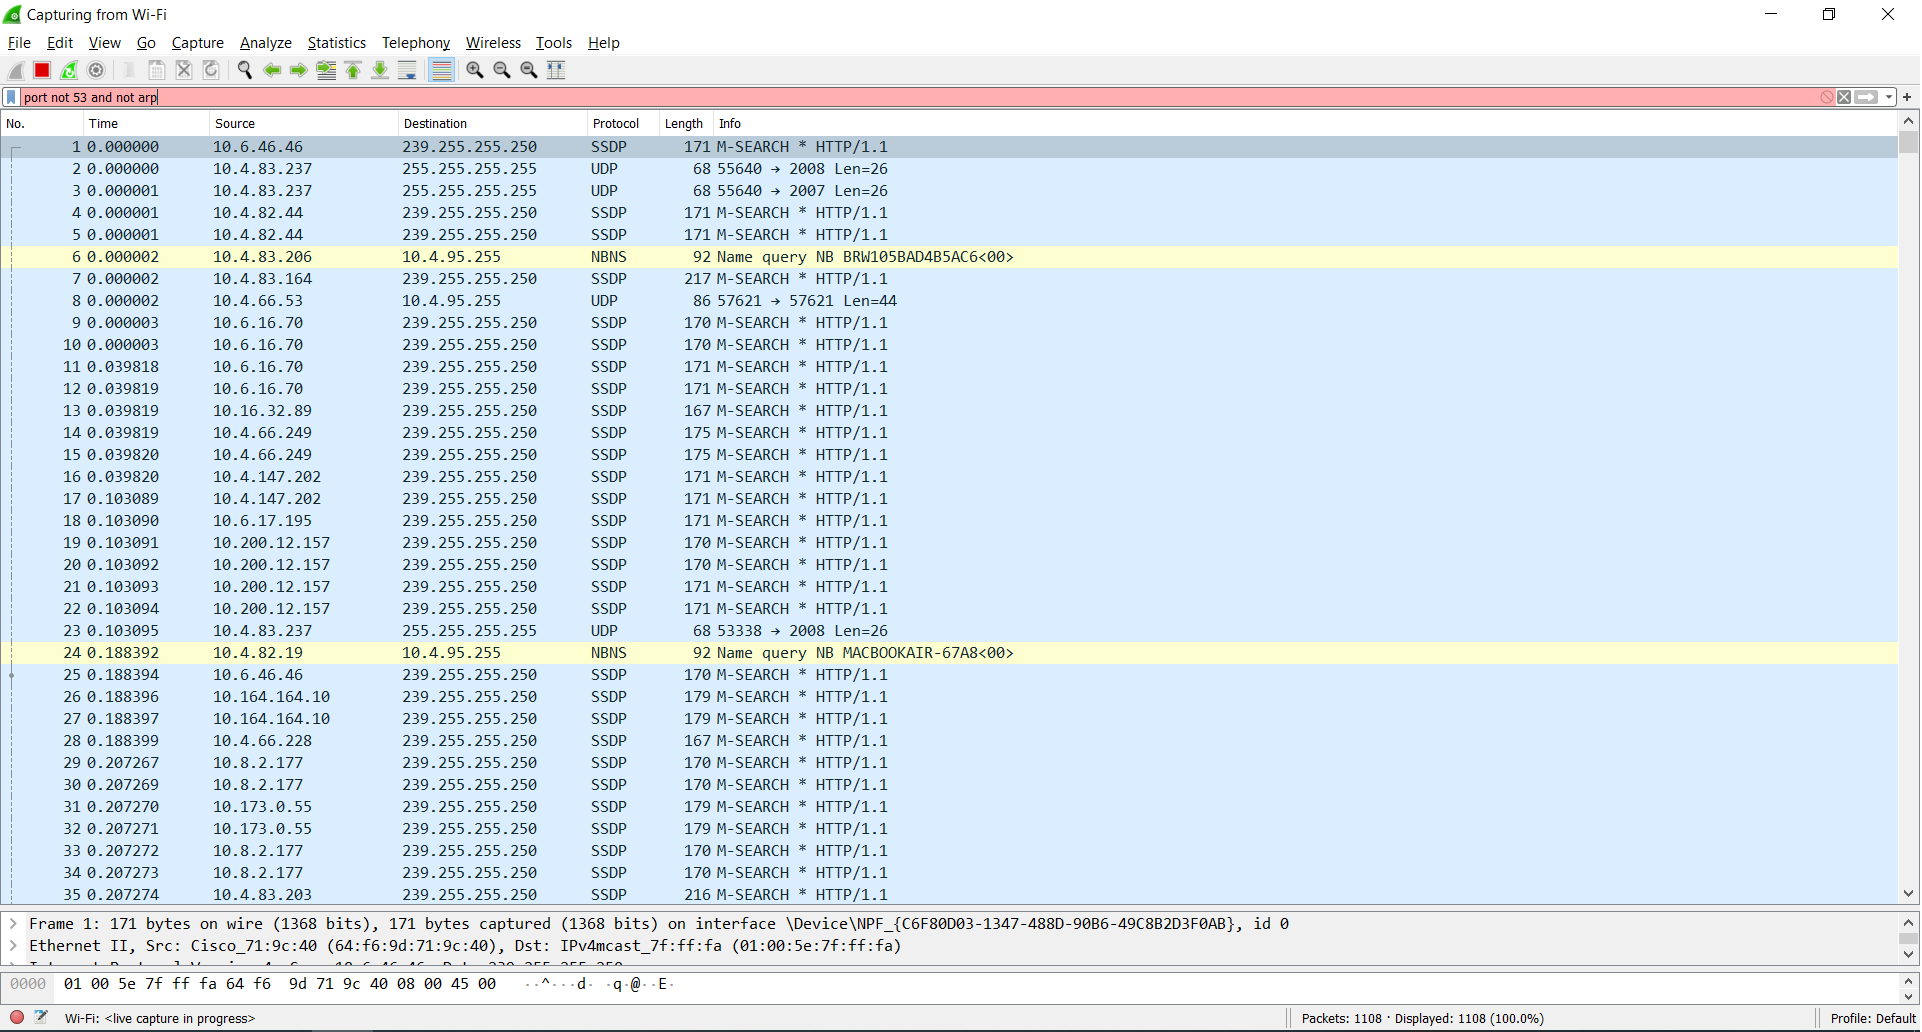 Capturing from Wi-Fi
File Edit View Go Capture Analyze Statistics Telephony Wireless Tools Help
port not 53 and not arp
No. Time Source Destination Protocol Length Info
1 0.000000 10.6.46.46 239.255.255.250 SSDP 171 M-SEARCH * HTTP/1.1
2 0.000000 10.4.83.237 255.255.255.255 UDP 68 55640 → 2008 Len=26
3 0.000001 10.4.83.237 255.255.255.255 UDP 68 55640 → 2007 Len=26
4 0.000001 10.4.82.44 239.255.255.250 SSDP 171 M-SEARCH * HTTP/1.1
5 0.000001 10.4.82.44 239.255.255.250 SSDP 171 M-SEARCH * HTTP/1.1
6 0.000002 10.4.83.206 10.4.95.255 NBNS 92 Name query NB BRW105BAD4B5AC6<00>
7 0.000002 10.4.83.164 239.255.255.250 SSDP 217 M-SEARCH * HTTP/1.1
8 0.000002 10.4.66.53 10.4.95.255 UDP 86 57621 → 57621 Len=44
9 0.000003 10.6.16.70 239.255.255.250 SSDP 170 M-SEARCH * HTTP/1.1
10 0.000003 10.6.16.70 239.255.255.250 SSDP 170 M-SEARCH * HTTP/1.1
11 0.039818 10.6.16.70 239.255.255.250 SSDP 171 M-SEARCH * HTTP/1.1
12 0.039819 10.6.16.70 239.255.255.250 SSDP 171 M-SEARCH * HTTP/1.1
13 0.039819 10.16.32.89 239.255.255.250 SSDP 167 M-SEARCH * HTTP/1.1
14 0.039819 10.4.66.249 239.255.255.250 SSDP 175 M-SEARCH * HTTP/1.1
15 0.039820 10.4.66.249 239.255.255.250 SSDP 175 M-SEARCH * HTTP/1.1
16 0.039820 10.4.147.202 239.255.255.250 SSDP 171 M-SEARCH * HTTP/1.1
17 0.103089 10.4.147.202 239.255.255.250 SSDP 171 M-SEARCH * HTTP/1.1
18 0.103090 10.6.17.195 239.255.255.250 SSDP 171 M-SEARCH * HTTP/1.1
19 0.103091 10.200.12.157 239.255.255.250 SSDP 170 M-SEARCH * HTTP/1.1
20 0.103092 10.200.12.157 239.255.255.250 SSDP 170 M-SEARCH * HTTP/1.1
21 0.103093 10.200.12.157 239.255.255.250 SSDP 171 M-SEARCH * HTTP/1.1
22 0.103094 10.200.12.157 239.255.255.250 SSDP 171 M-SEARCH * HTTP/1.1
23 0.103095 10.4.83.237 255.255.255.255 UDP 68 53338 → 2008 Len=26
24 0.188392 10.4.82.19 10.4.95.255 NBNS 92 Name query NB MACBOOKAIR-67A8<00>
25 0.188394 10.6.46.46 239.255.255.250 SSDP 170 M-SEARCH * HTTP/1.1
26 0.188396 10.164.164.10 239.255.255.250 SSDP 179 M-SEARCH * HTTP/1.1
27 0.188397 10.164.164.10 239.255.255.250 SSDP 179 M-SEARCH * HTTP/1.1
28 0.188399 10.4.66.228 239.255.255.250 SSDP 167 M-SEARCH * HTTP/1.1
29 0.207267 10.8.2.177 239.255.255.250 SSDP 170 M-SEARCH * HTTP/1.1
30 0.207269 10.8.2.177 239.255.255.250 SSDP 170 M-SEARCH * HTTP/1.1
31 0.207270 10.173.0.55 239.255.255.250 SSDP 179 M-SEARCH * HTTP/1.1
32 0.207271 10.173.0.55 239.255.255.250 SSDP 179 M-SEARCH * HTTP/1.1
33 0.207272 10.8.2.177 239.255.255.250 SSDP 170 M-SEARCH * HTTP/1.1
34 0.207273 10.8.2.177 239.255.255.250 SSDP 170 M-SEARCH * HTTP/1.1
35 0.207274 10.4.83.203 239.255.255.250 SSDP 216 M-SEARCH * HTTP/1.1
Frame 1: 171 bytes on wire (1368 bits), 171 bytes captured (1368 bits) on interface \Device\NPF_{C6F80D03-1347-488D-90B6-49C8B2D3F0AB}, id 0
Ethernet II, Src: Cisco_71:9c:40 (64:f6:9d:71:9c:40), Dst: IPv4mcast_7f:ff:fa (01:00:5e:7f:ff:fa)
0000 01 00 5e 7f ff fa 64 f6 9d 71 9c 40 08 00 45 00 ··^···d· ·q·@··E·
Wi-Fi: <live capture in progress>
Packets: 1108 · Displayed: 1108 (100.0%)
Profile: Default